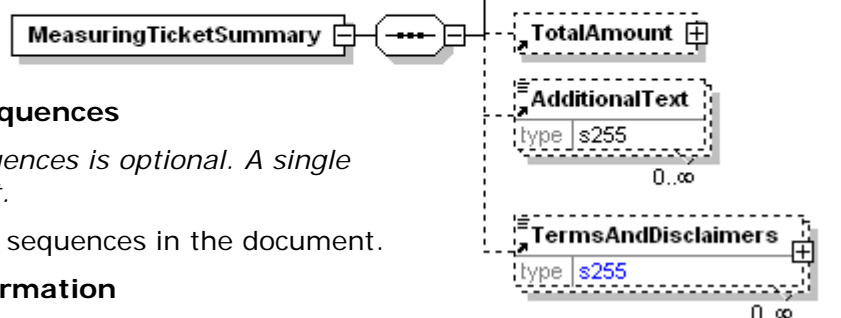 MeasuringTicketSummary
TotalAmount
AdditionalText
type s255
0..∞
quences
uences is optional. A single
t.
sequences in the document.
rmation
TermsAndDisclaimers
type s255
0..∞